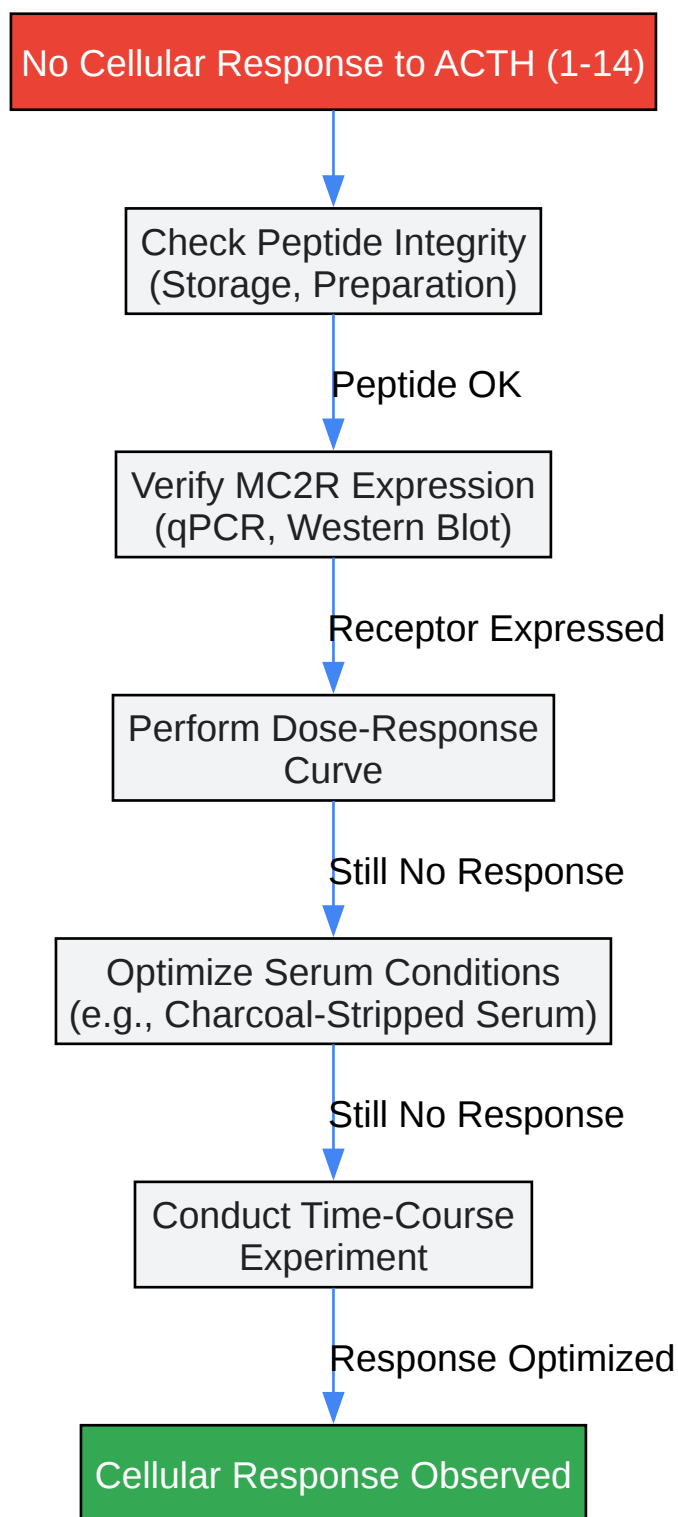 No Cellular Response to ACTH (1-14)
Check Peptide Integrity
(Storage, Preparation)
Peptide OK
Verify MC2R Expression
(qPCR, Western Blot)
Receptor Expressed
Perform Dose-Response
Curve
Still No Response
Optimize Serum Conditions
(e.g., Charcoal-Stripped Serum)
Still No Response
Conduct Time-Course
Experiment
Response Optimized
Cellular Response Observed